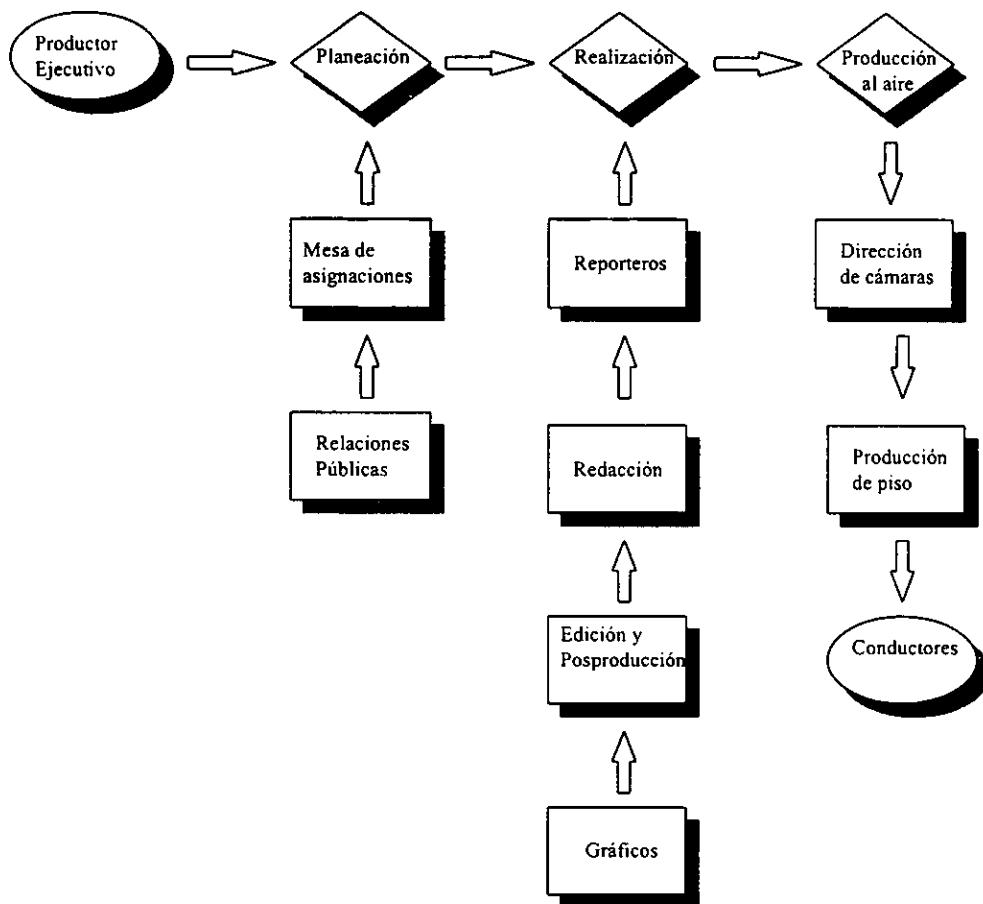 Productor
Ejecutivo
Planeación
Realización
Producción
al aire
Mesa de
asignaciones
Reporteros
Dirección
de cámaras
Relaciones
Públicas
Redacción
Producción
de piso
Edición y
Posproducción
Conductores
Gráficos